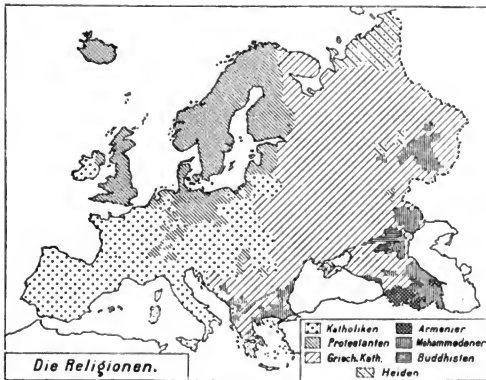 Katholiken
Armenier
Protestanten
Mohammedaner
Griech. Kath.
Buddhisten
Heiden
Die Religionen.